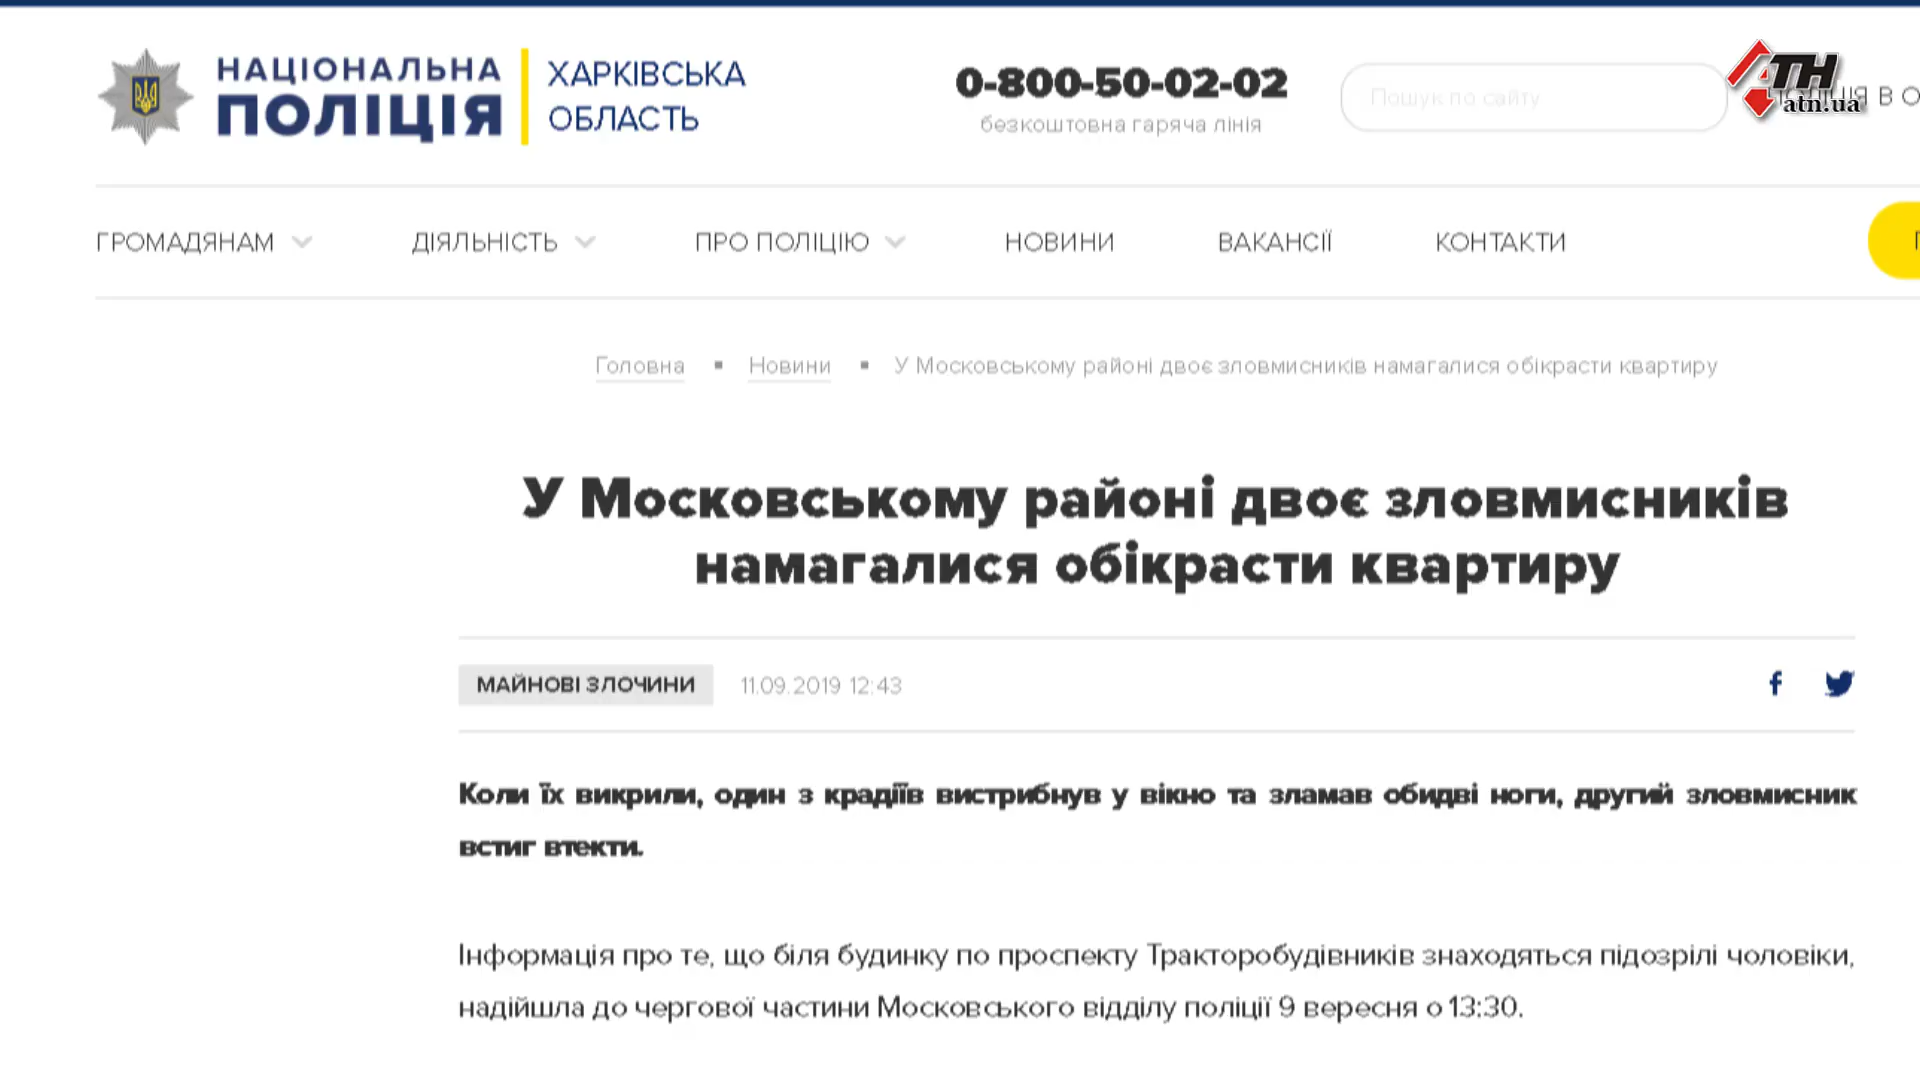 НАЦІОНАЛЬНА
ПОЛІЦІЯ
ХАРКІВСЬКА
ОБЛАСТЬ
0-800-50-02-02
безкоштовна гаряча лінія
Пошук по сайту
АТН
atn.ua
В О
ГРОМАДЯНАМ
ДІЯЛЬНІСТЬ
ПРО ПОЛІЦІЮ
НОВИНИ
ВАКАНСІЇ
КОНТАКТИ
Головна ▪ Новини ▪ У Московському районі двоє зловмисників намагалися обікрасти квартиру
У Московському районі двоє зловмисників
намагалися обікрасти квартиру
МАЙНОВІ ЗЛОЧИНИ 11.09.2019 12:43
Коли їх викрили, один з крадіїв вистрибнув у вікно та зламав обидві ноги, другий зловмисник
встиг втекти.
Інформація про те, що біля будинку по проспекту Тракторобудівників знаходяться підозрілі чоловіки,
надійшла до чергової частини Московського відділу поліції 9 вересня о 13:30.